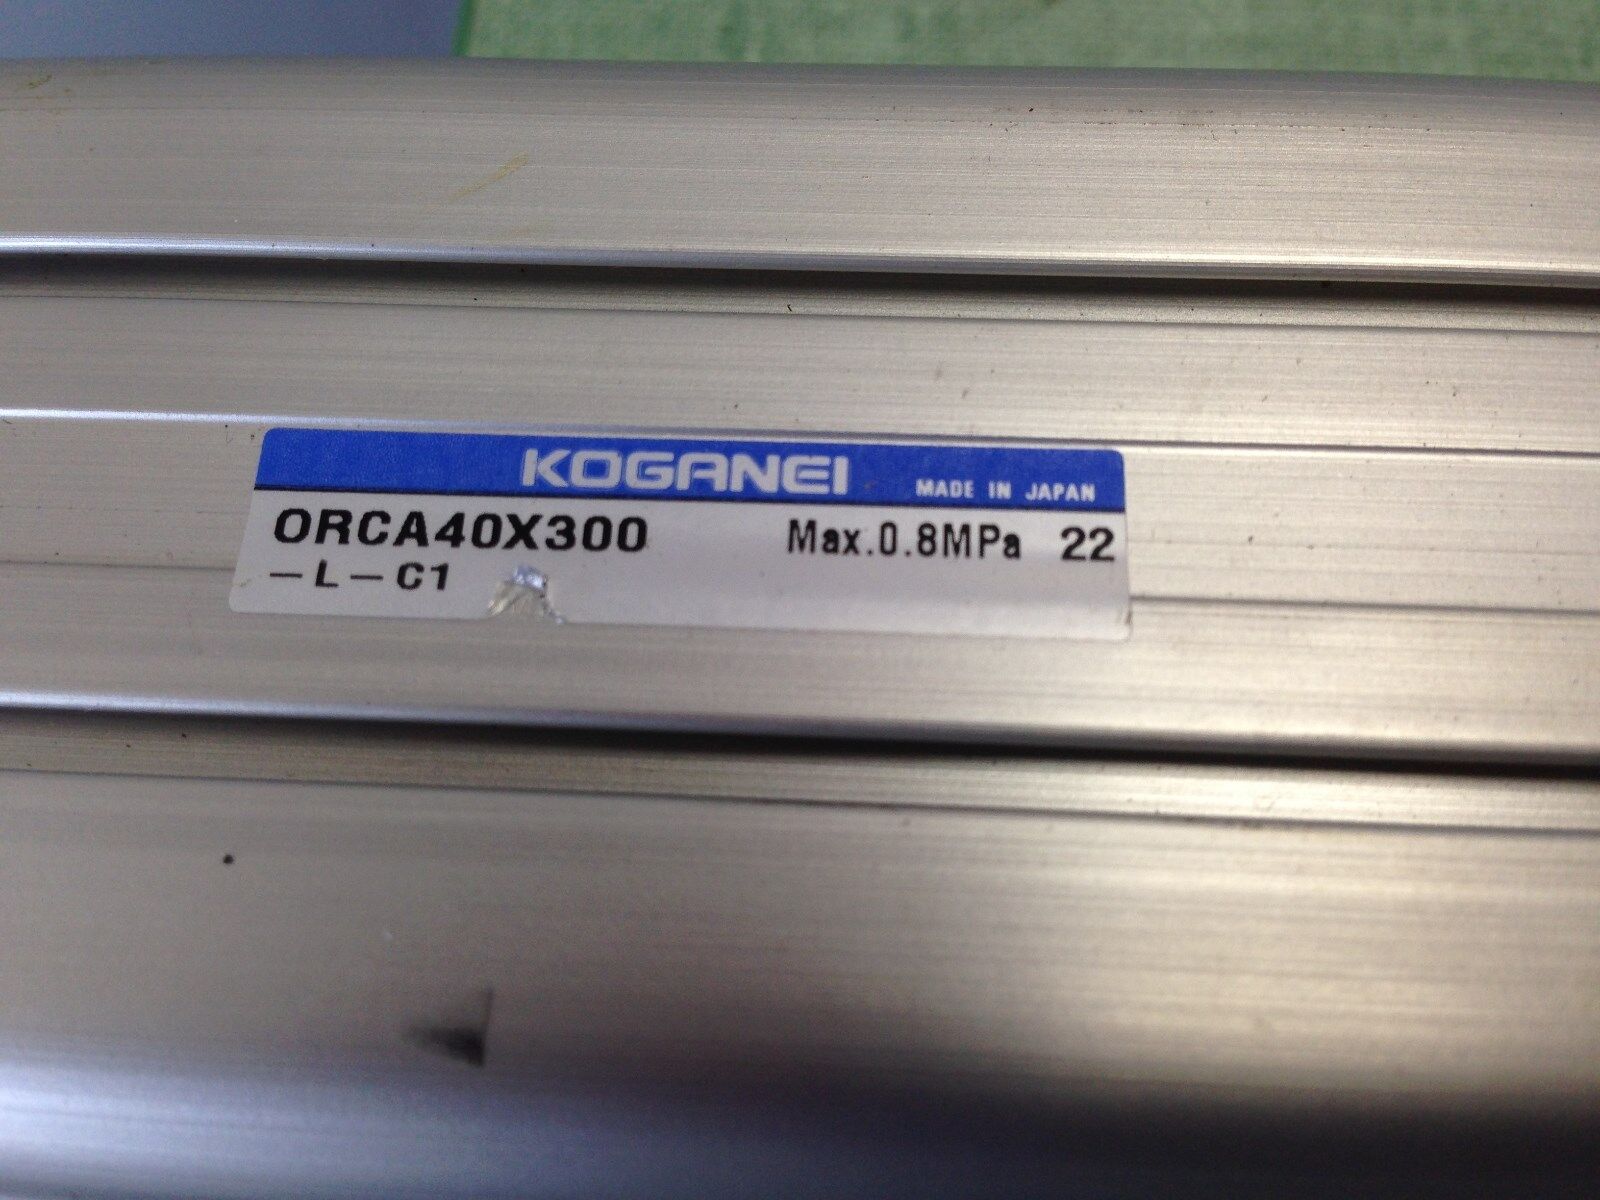 KOGANEI MADE IN JAPAN
ORCA40X300 Max.0.8MPa 22
-L-C1